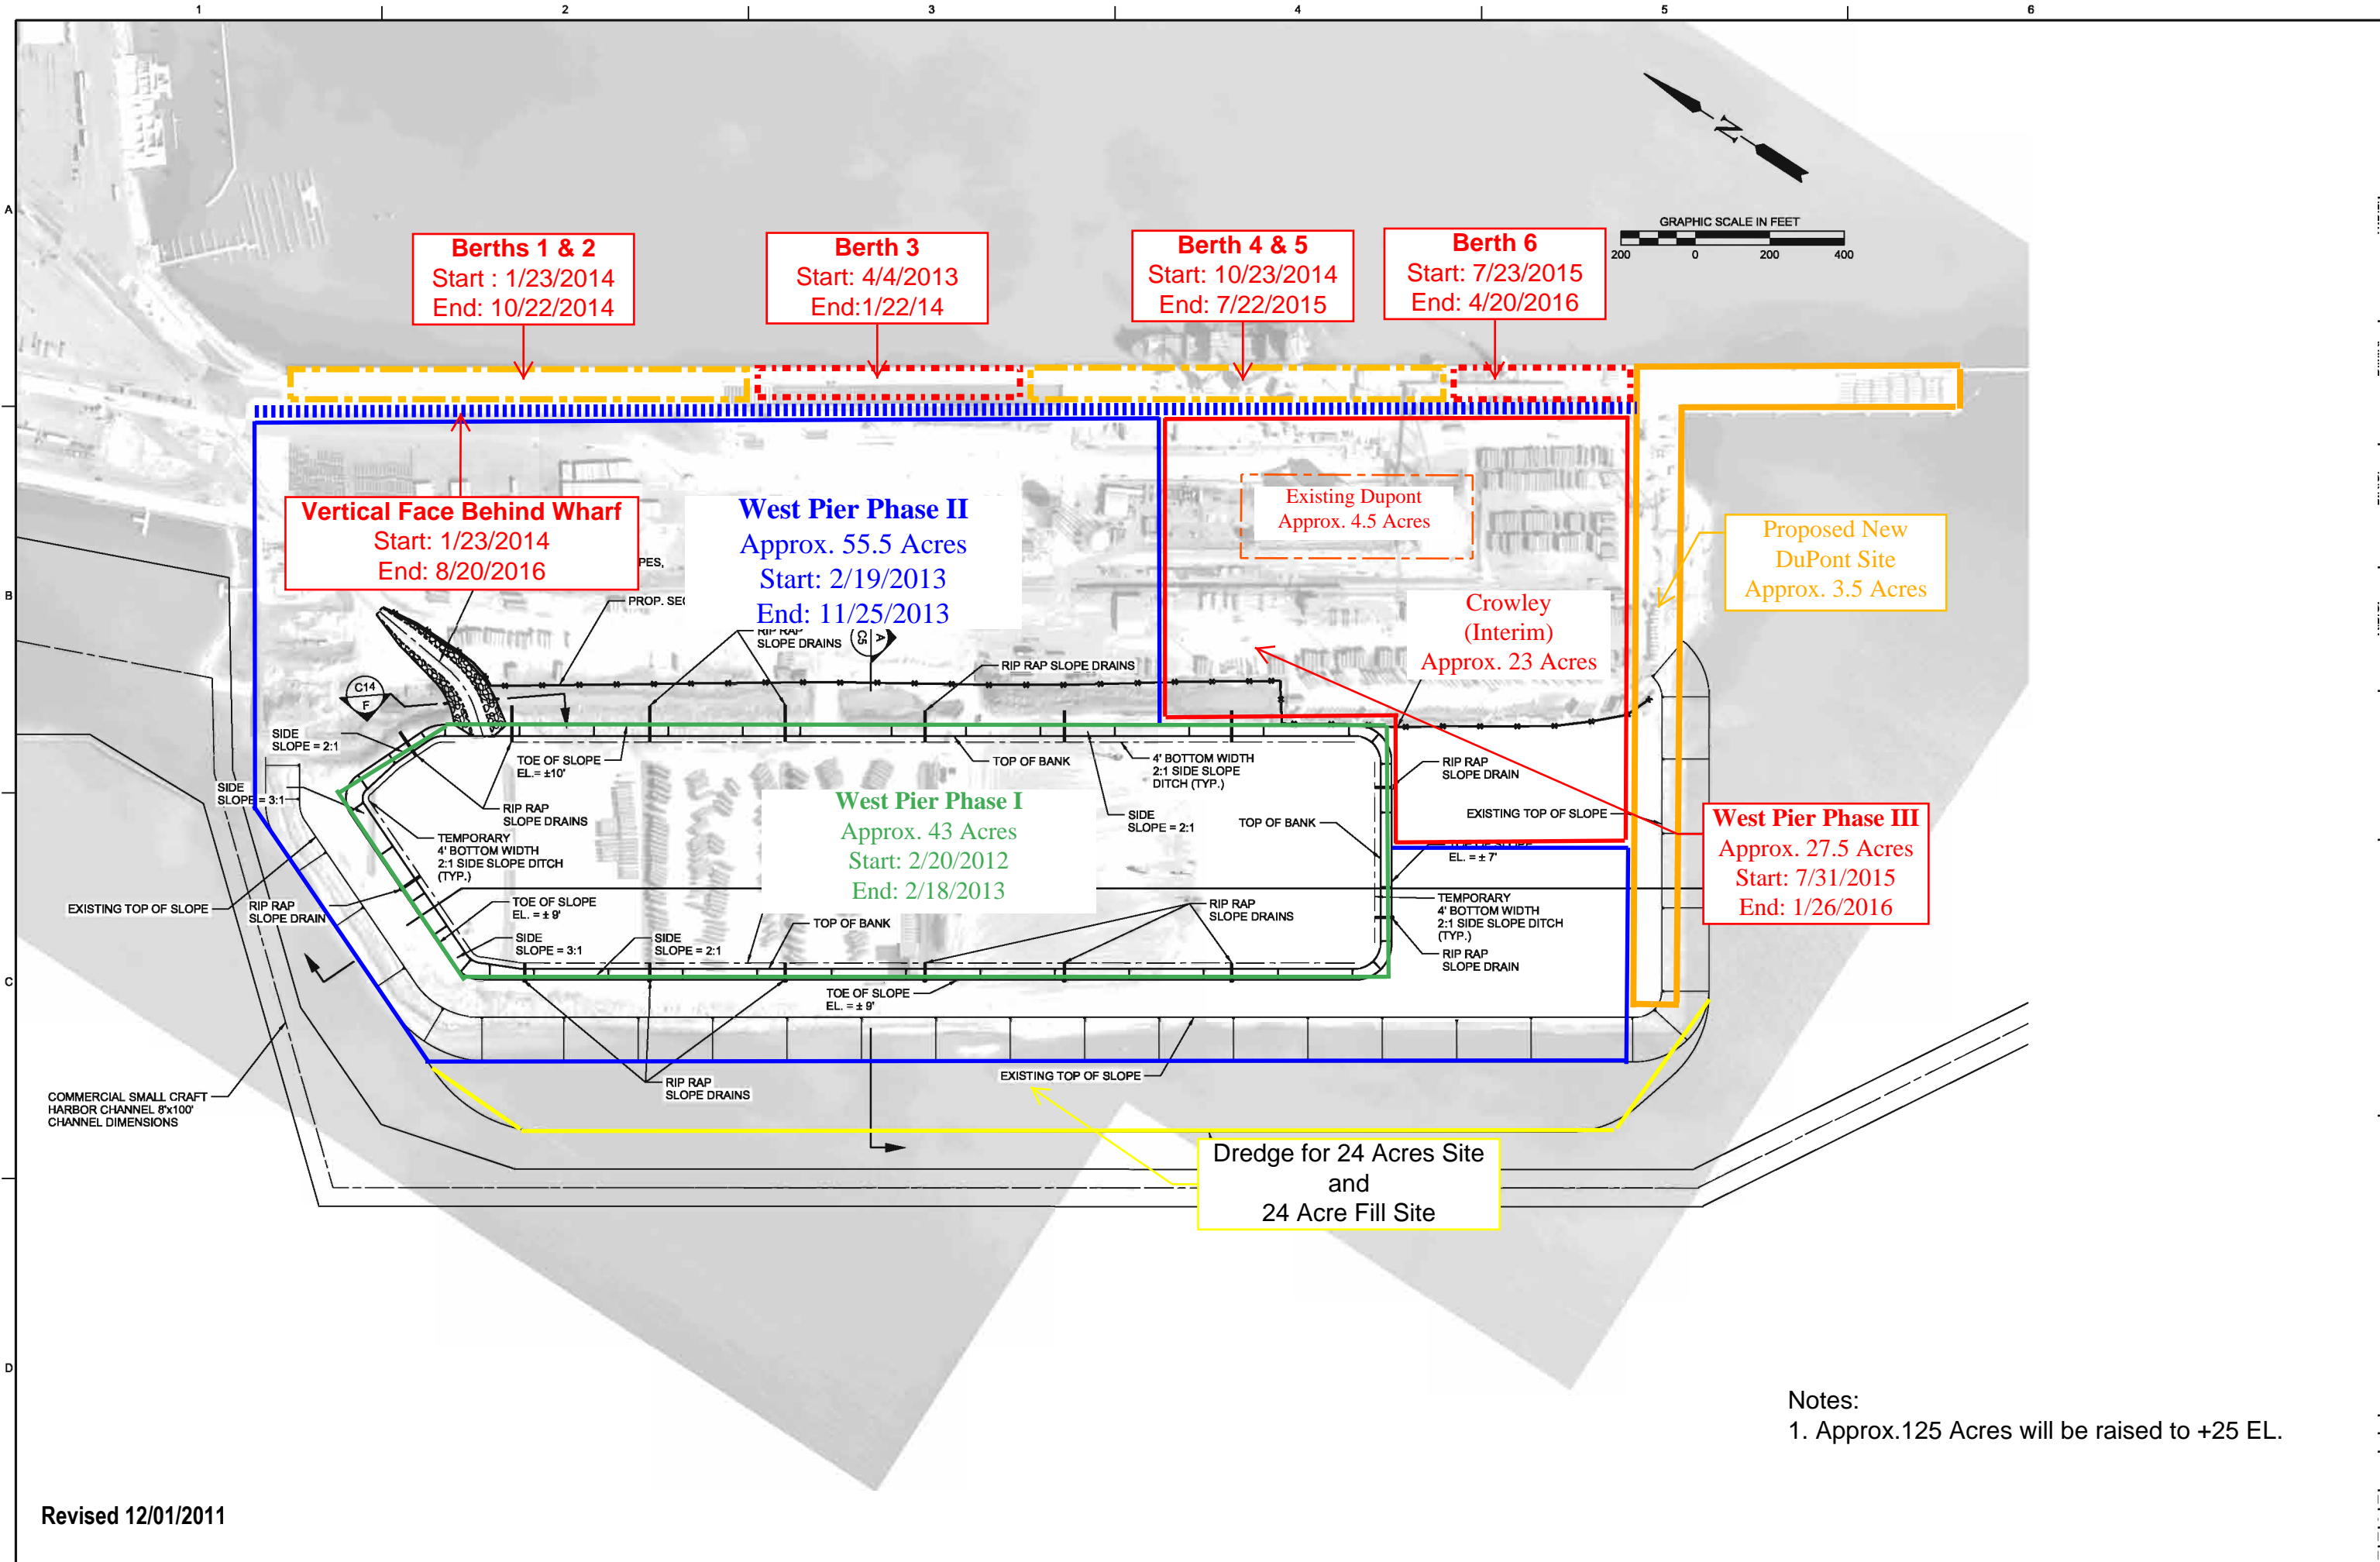 1
2
3
4
5
6
A
B
C
D
N
GRAPHIC SCALE IN FEET
200
0
200
400
Berths 1 & 2
Start : 1/23/2014
End: 10/22/2014
Berth 3
Start: 4/4/2013
End:1/22/14
Berth 4 & 5
Start: 10/23/2014
End: 7/22/2015
Berth 6
Start: 7/23/2015
End: 4/20/2016
Vertical Face Behind Wharf
Start: 1/23/2014
End: 8/20/2016
West Pier Phase II
Approx. 55.5 Acres
Start: 2/19/2013
End: 11/25/2013
Existing Dupont
Approx. 4.5 Acres
Proposed New
DuPont Site
Approx. 3.5 Acres
Crowley
(Interim)
Approx. 23 Acres
PES,
PROP. SE
RIP RAP
SLOPE DRAINS
A
C5
RIP RAP SLOPE DRAINS
C14
F
SIDE
SLOPE = 2:1
SIDE
SLOPE = 3:1
TOE OF SLOPE
EL.= ±10'
TOP OF BANK
4' BOTTOM WIDTH
2:1 SIDE SLOPE
DITCH (TYP.)
RIP RAP
SLOPE DRAIN
RIP RAP
SLOPE DRAINS
West Pier Phase I
Approx. 43 Acres
Start: 2/20/2012
End: 2/18/2013
SIDE
SLOPE = 2:1
TOP OF BANK
EXISTING TOP OF SLOPE
West Pier Phase III
Approx. 27.5 Acres
Start: 7/31/2015
End: 1/26/2016
TEMPORARY
4' BOTTOM WIDTH
2:1 SIDE SLOPE DITCH
(TYP.)
TOE OF SLOPE
EL. = ± 7'
EXISTING TOP OF SLOPE
RIP RAP
SLOPE DRAIN
TOE OF SLOPE
EL. = ± 9'
SIDE
SLOPE = 3:1
SIDE
SLOPE = 2:1
TOP OF BANK
RIP RAP
SLOPE DRAINS
TEMPORARY
4' BOTTOM WIDTH
2:1 SIDE SLOPE DITCH
(TYP.)
RIP RAP
SLOPE DRAIN
TOE OF SLOPE
EL. = ± 9'
RIP RAP
SLOPE DRAINS
EXISTING TOP OF SLOPE
COMMERCIAL SMALL CRAFT
HARBOR CHANNEL 8'x100'
CHANNEL DIMENSIONS
Dredge for 24 Acres Site
and
24 Acre Fill Site
Notes:
1. Approx.125 Acres will be raised to +25 EL.
Revised 12/01/2011